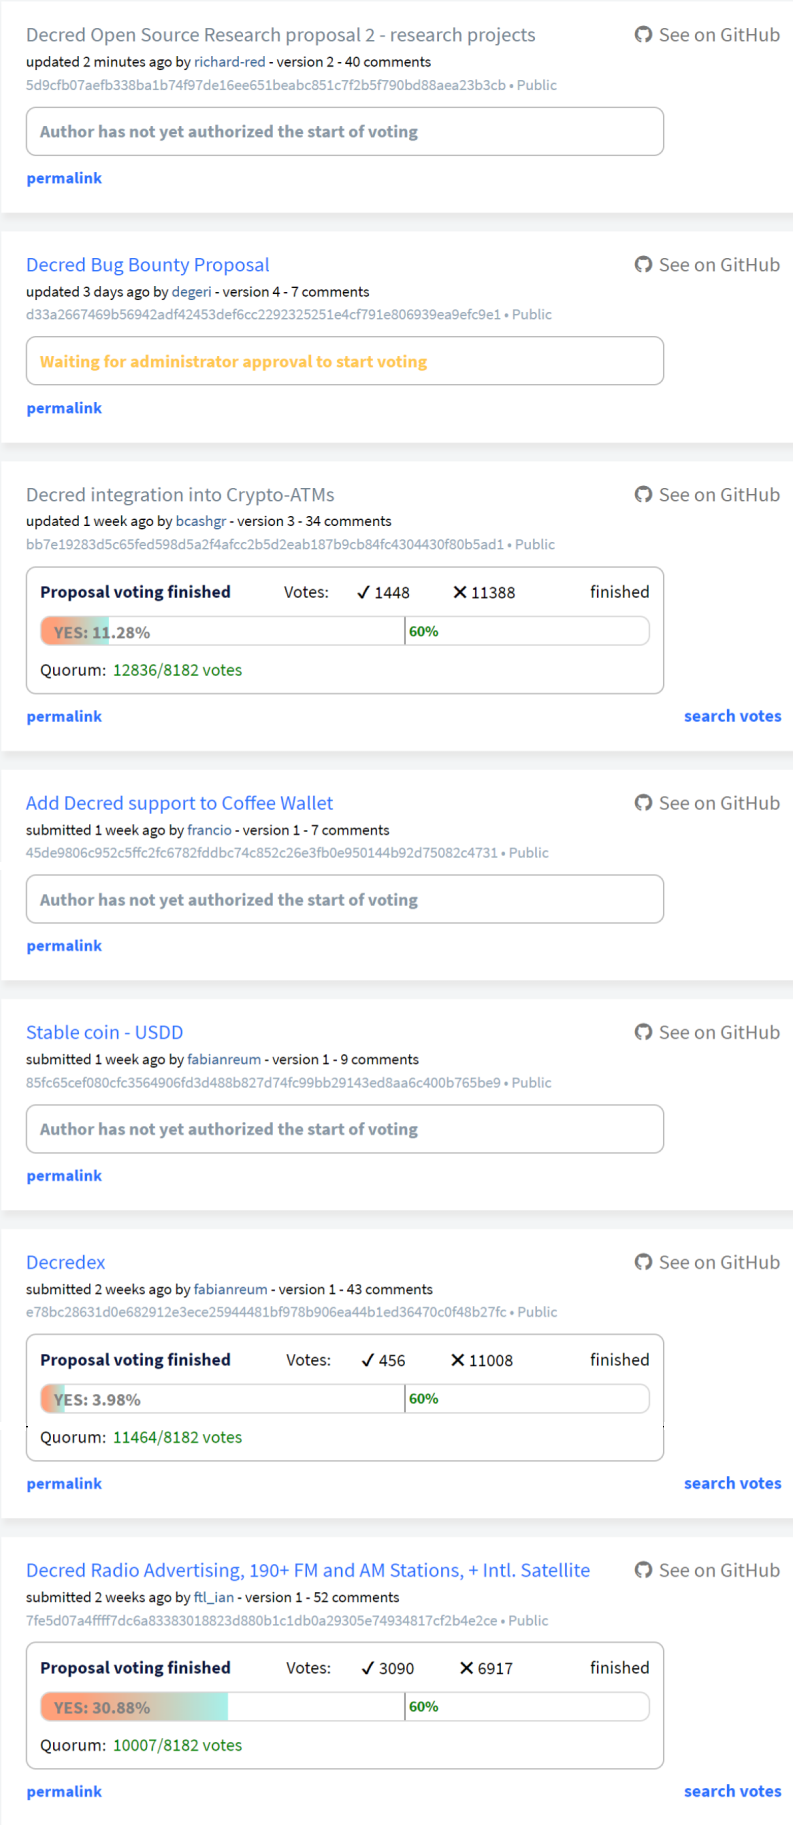 Decred Open Source Research proposal 2 - research projects See on GitHub
updated 2 minutes ago by richard-red - version 2 - 40 comments
5d9cfb07aefb338ba1b74f97de16ee651beabc851c7f2b5f790bd88aea23b3cb • Public
Author has not yet authorized the start of voting
permalink
Decred Bug Bounty Proposal See on GitHub
updated 3 days ago by degeri - version 4 - 7 comments
d33a2667469b56942adf42453def6cc2292325251e4cf791e806939ea9efc9e1 • Public
Waiting for administrator approval to start voting
permalink
Decred integration into Crypto-ATMs See on GitHub
updated 1 week ago by bcashgr - version 3 - 34 comments
bb7e19283d5c65fed598d5a2f4afcc2b5d2eab187b9cb84fc4304430f80b5ad1 • Public
Proposal voting finished Votes: ✓ 1448 ✕ 11388 finished
YES: 11.28% 60%
Quorum: 12836/8182 votes
permalink search votes
Add Decred support to Coffee Wallet See on GitHub
submitted 1 week ago by francio - version 1 - 7 comments
45de9806c952c5ffc2fc6782fddbc74c852c26e3fb0e950144b92d75082c4731 • Public
Author has not yet authorized the start of voting
permalink
Stable coin - USDD See on GitHub
submitted 1 week ago by fabianreum - version 1 - 9 comments
85fc65cef080cfc3564906fd3d488b827d74fc99bb29143ed8aa6c400b765be9 • Public
Author has not yet authorized the start of voting
permalink
Decredex See on GitHub
submitted 2 weeks ago by fabianreum - version 1 - 43 comments
e78bc28631d0e682912e3ece25944481bf978b906ea44b1ed36470c0f48b27fc • Public
Proposal voting finished Votes: ✓ 456 ✕ 11008 finished
YES: 3.98% 60%
Quorum: 11464/8182 votes
permalink search votes
Decred Radio Advertising, 190+ FM and AM Stations, + Intl. Satellite See on GitHub
submitted 2 weeks ago by ftl_ian - version 1 - 52 comments
7fe5d07a4ffff7dc6a83383018823d880b1c1db0a29305e74934817cf2b4e2ce • Public
Proposal voting finished Votes: ✓ 3090 ✕ 6917 finished
YES: 30.88% 60%
Quorum: 10007/8182 votes
permalink search votes